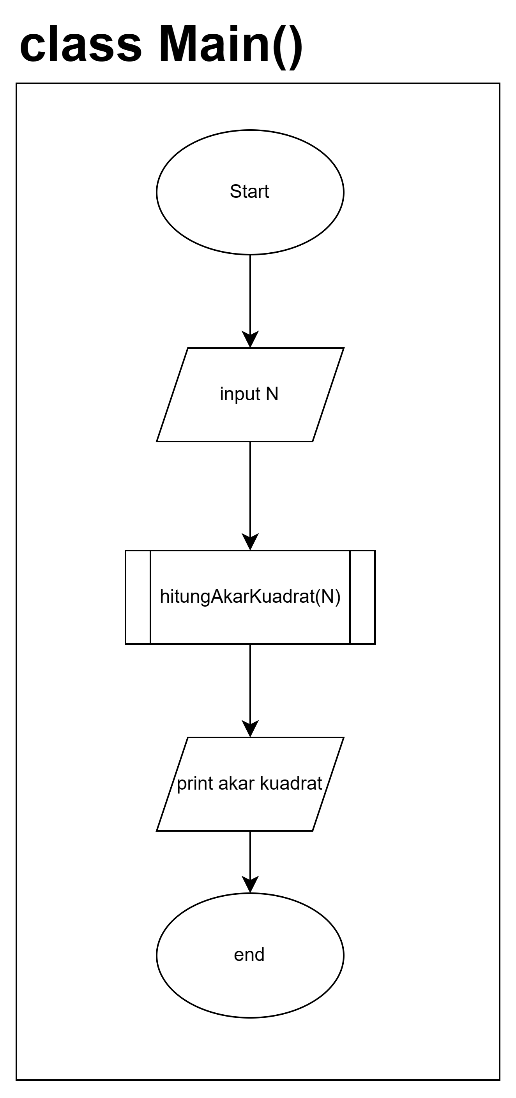 class Main()
Start
input N
hitungAkarKuadrat(N)
print akar kuadrat
end